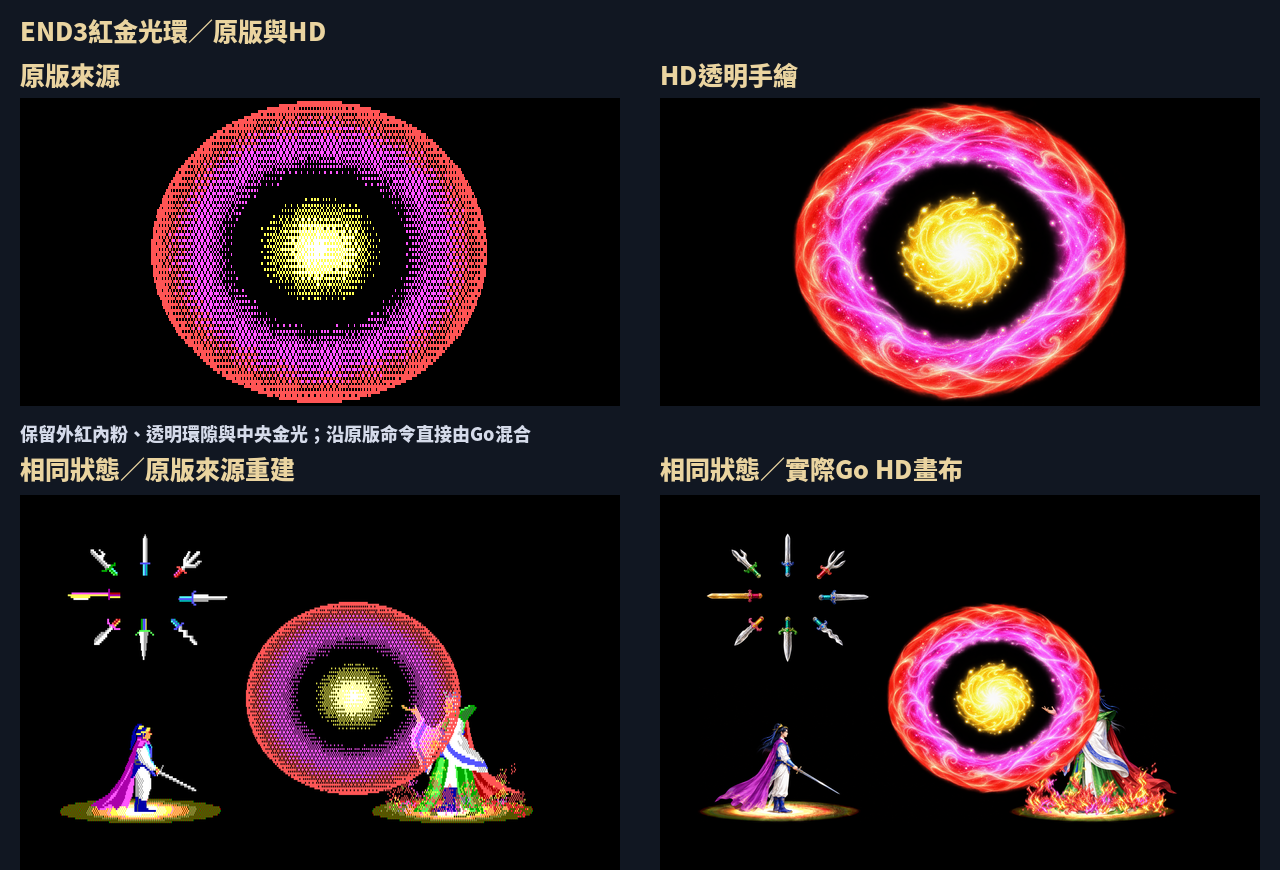 END3紅金光環／原版與HD
原版來源
HD透明手繪
保留外紅內粉、透明環隙與中央金光；沿原版命令直接由Go混合
相同狀態／原版來源重建
相同狀態／實際Go HD畫布